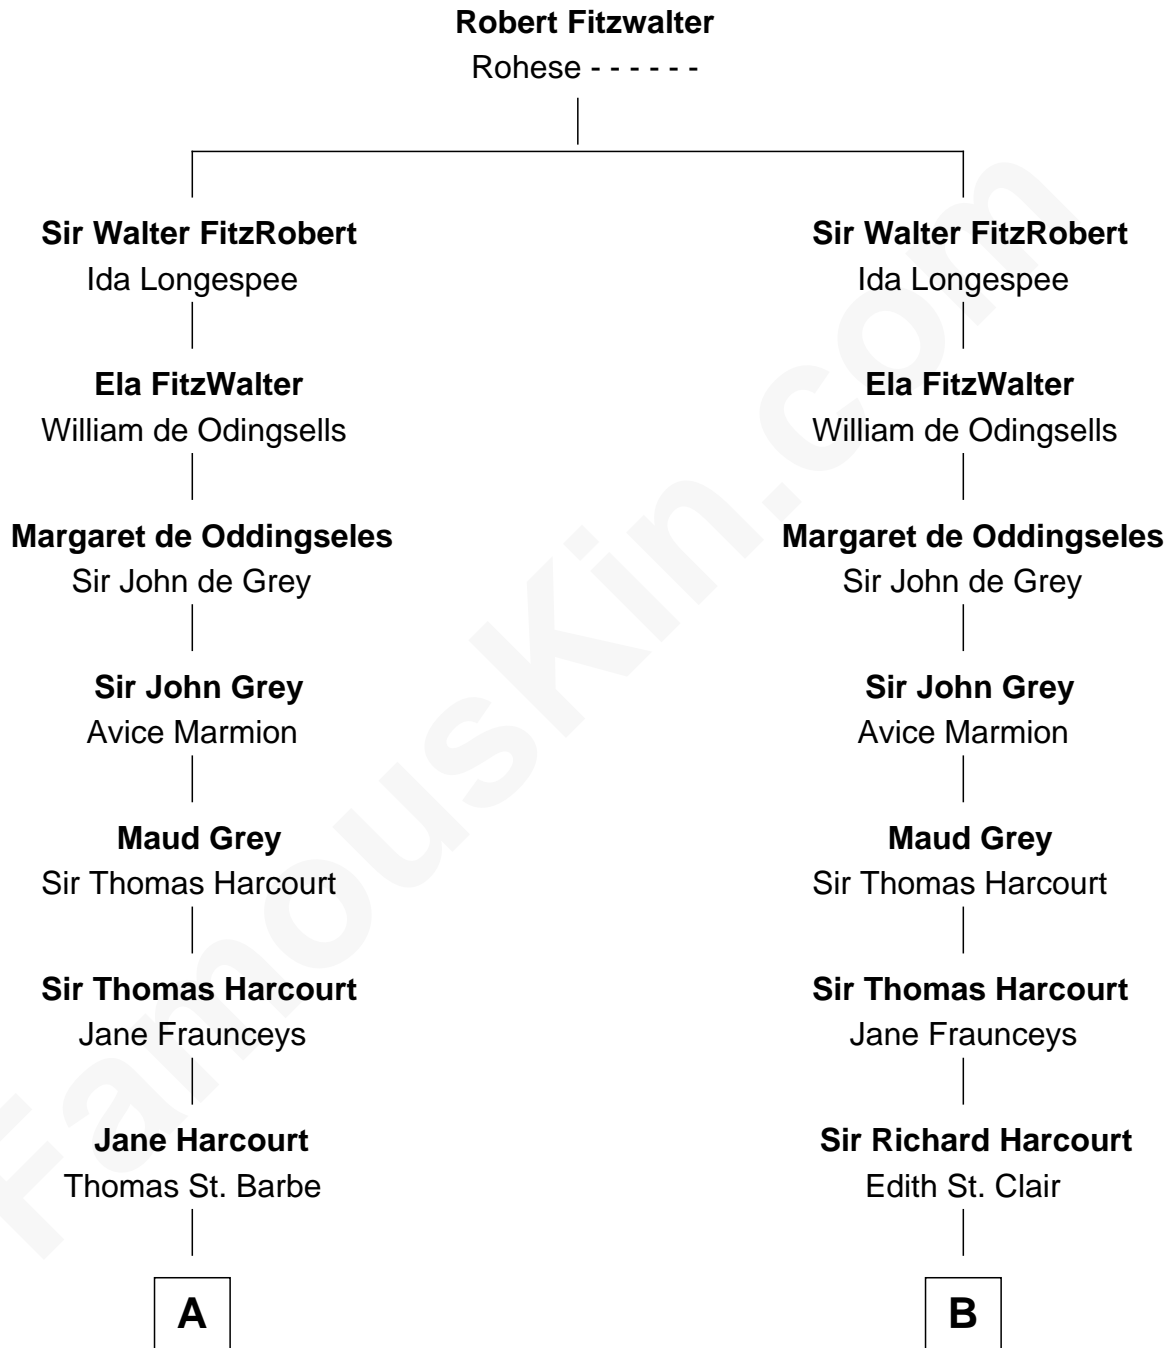 Robert Fitzwalter
Rohese - - - - - -
Sir Walter FitzRobert
Ida Longespee
Sir Walter FitzRobert
Ida Longespee
Ela FitzWalter
William de Odingsells
Ela FitzWalter
William de Odingsells
Margaret de Oddingseles
Sir John de Grey
Margaret de Oddingseles
Sir John de Grey
Sir John Grey
Avice Marmion
Sir John Grey
Avice Marmion
Maud Grey
Sir Thomas Harcourt
Maud Grey
Sir Thomas Harcourt
Sir Thomas Harcourt
Jane Fraunceys
Sir Thomas Harcourt
Jane Fraunceys
Jane Harcourt
Thomas St. Barbe
Sir Richard Harcourt
Edith St. Clair
A
B
FamousKin.com